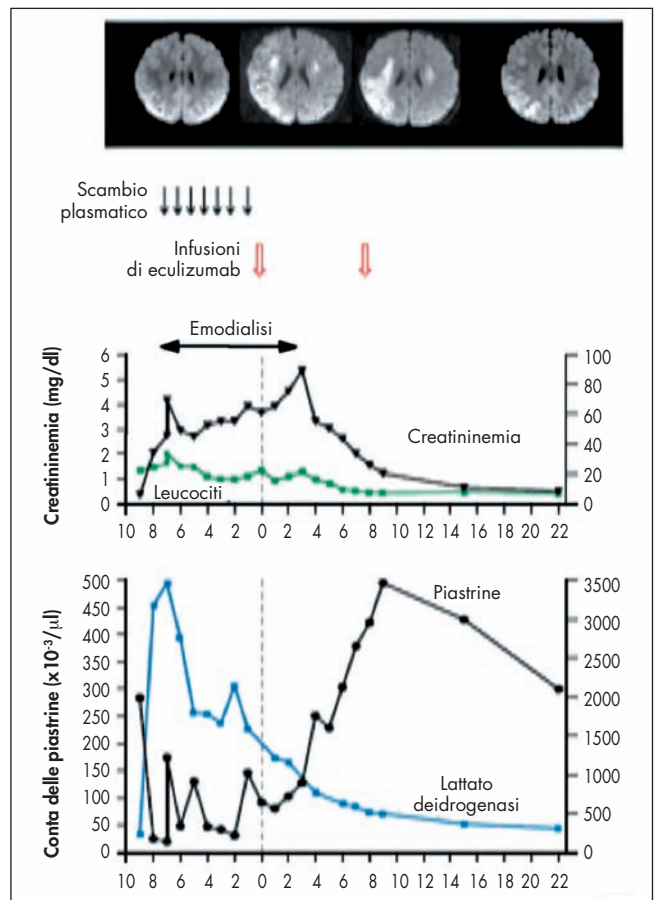 Scambio
plasmatico
Infusioni
di eculizumab
Emodialisi
Creatininemia (mg/dl)
6
5
4
3
2
1
0
100
80
60
40
20
0
Creatininemia
Leucociti
10 8 6 4 2 0 2 4 6 8 10 12 14 16 18 20 22
Conta delle piastrine (x10⁻³/µl)
500
450
400
350
300
250
200
150
100
50
0
3500
3000
2500
2000
1500
1000
500
0
Piastrine
Lattato
deidrogenasi
10 8 6 4 2 0 2 4 6 8 10 12 14 16 18 20 22